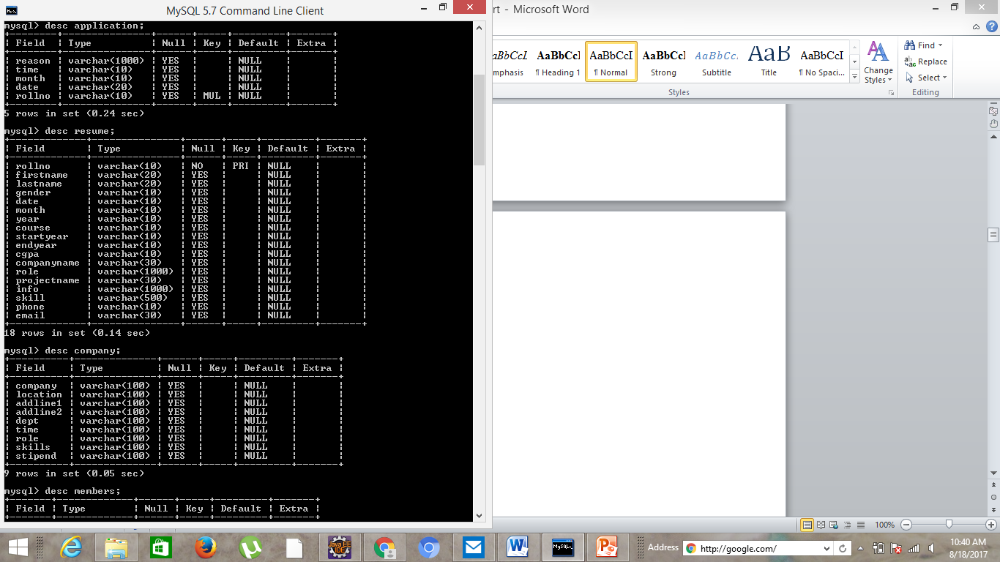 MySQL 5.7 Command Line Client
mysql> desc application;
| Field | Type | Null | Key | Default | Extra |
| reason | varchar(1000) | YES | | NULL | |
| time | varchar(10) | YES | | NULL | |
| month | varchar(10) | YES | | NULL | |
| date | varchar(20) | YES | | NULL | |
| rollno | varchar(10) | YES | MUL | NULL | |
5 rows in set (0.24 sec)
mysql> desc resume;
| Field | Type | Null | Key | Default | Extra |
| rollno | varchar(10) | NO | PRI | NULL | |
| firstname | varchar(20) | YES | | NULL | |
| lastname | varchar(20) | YES | | NULL | |
| gender | varchar(10) | YES | | NULL | |
| date | varchar(10) | YES | | NULL | |
| month | varchar(10) | YES | | NULL | |
| year | varchar(10) | YES | | NULL | |
| course | varchar(10) | YES | | NULL | |
| startyear | varchar(10) | YES | | NULL | |
| endyear | varchar(10) | YES | | NULL | |
| cgpa | varchar(10) | YES | | NULL | |
| companyname | varchar(30) | YES | | NULL | |
| role | varchar(1000) | YES | | NULL | |
| projectname | varchar(30) | YES | | NULL | |
| info | varchar(1000) | YES | | NULL | |
| skill | varchar(500) | YES | | NULL | |
| phone | varchar(10) | YES | | NULL | |
| email | varchar(30) | YES | | NULL | |
18 rows in set (0.14 sec)
mysql> desc company;
| Field | Type | Null | Key | Default | Extra |
| company | varchar(100) | YES | | NULL | |
| location | varchar(100) | YES | | NULL | |
| addline1 | varchar(100) | YES | | NULL | |
| addline2 | varchar(100) | YES | | NULL | |
| dept | varchar(100) | YES | | NULL | |
| time | varchar(100) | YES | | NULL | |
| role | varchar(100) | YES | | NULL | |
| skills | varchar(100) | YES | | NULL | |
| stipend | varchar(100) | YES | | NULL | |
9 rows in set (0.05 sec)
mysql> desc members;
| Field | Type | Null | Key | Default | Extra |
rt - Microsoft Word
aBbCcI AaBbCcI AaBbCcI AaBbCcI AaBbCc. AaB AaBbCcI
mphasis ¶ Heading 1 ¶ Normal Strong Subtitle Title ¶ No Spaci...
Change Styles
Find
Replace
Select
Styles
Editing
100%
Java EE IDE
MySQL
Address http://google.com/
10:40 AM
8/18/2017